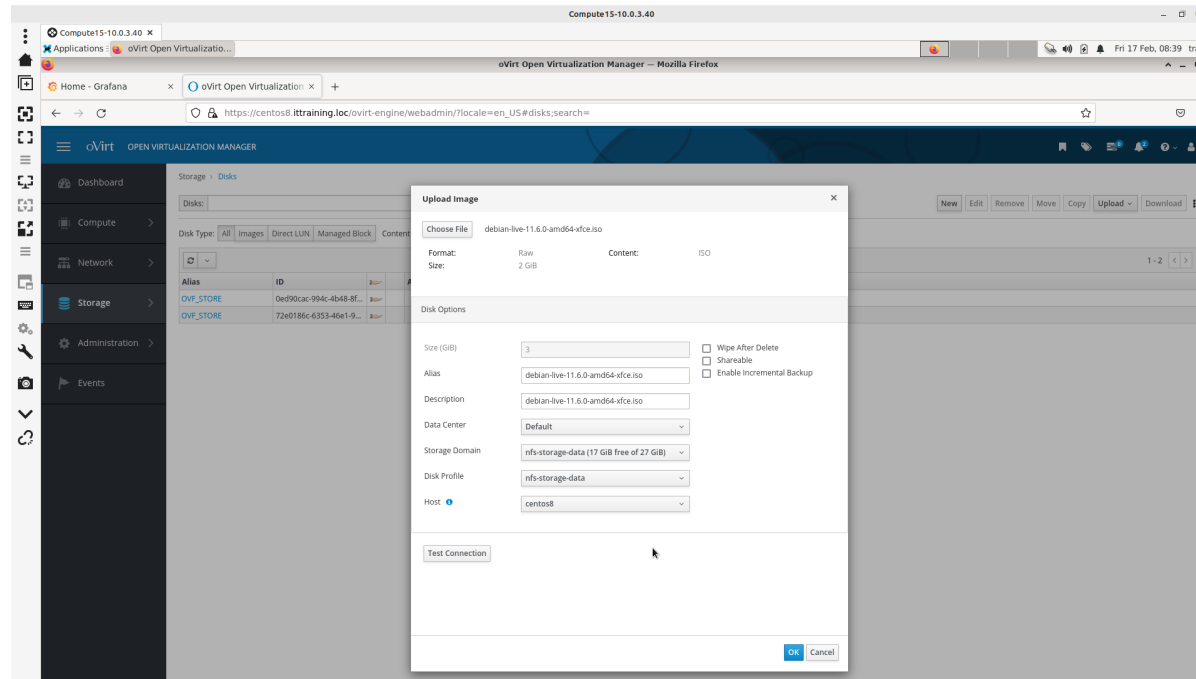 Compute15-10.0.3.40
Compute15-10.0.3.40 ×
Applications : oVirt Open Virtualizatio...
Fri 17 Feb, 08:39
oVirt Open Virtualization Manager — Mozilla Firefox
Home - Grafana ×
oVirt Open Virtualization ×
https://centos8.ittraining.loc/ovirt-engine/webadmin/?locale=en_US#disks;search=
oVirt OPEN VIRTUALIZATION MANAGER
Dashboard
Compute
Network
Storage
Administration
Events
Storage > Disks
Disks:
New Edit Remove Move Copy Upload Download
Disk Type: All Images Direct LUN Managed Block Content
1-2
Alias ID
OVF_STORE 0ed90cac-994c-4b48-8f...
OVF_STORE 72e0186c-6353-46e1-9...
Upload Image ×
Choose File debian-live-11.6.0-amd64-xfce.iso
Format: Raw Content: ISO
Size: 2 GiB
Disk Options
Size (GiB) 3
Wipe After Delete
Shareable
Alias debian-live-11.6.0-amd64-xfce.iso
Enable Incremental Backup
Description debian-live-11.6.0-amd64-xfce.iso
Data Center Default
Storage Domain nfs-storage-data (17 GiB free of 27 GiB)
Disk Profile nfs-storage-data
Host centos8
Test Connection
OK Cancel